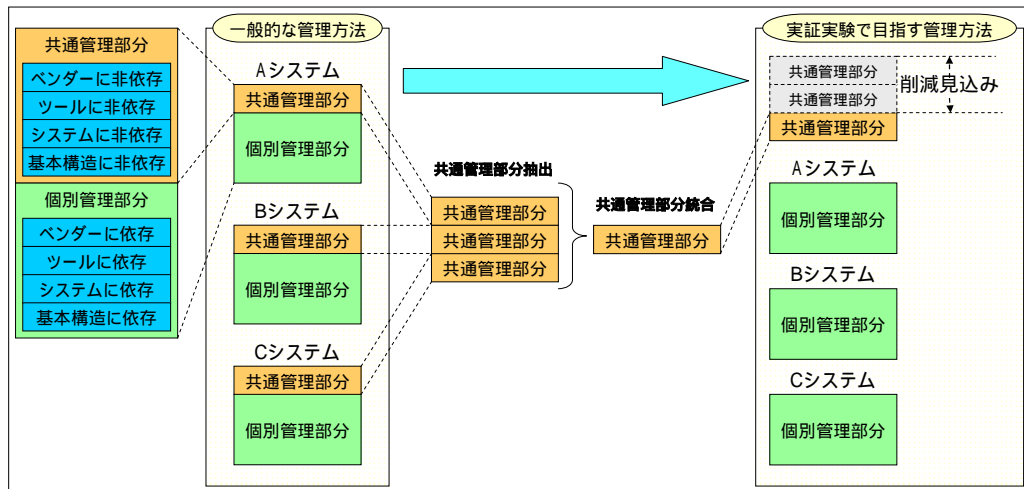 共通管理部分
ベンダーに非依存
ツールに非依存
システムに非依存
基本構造に非依存
個別管理部分
ベンダーに依存
ツールに依存
システムに依存
基本構造に依存
一般的な管理方法
Aシステム
共通管理部分
個別管理部分
Bシステム
共通管理部分
個別管理部分
Cシステム
共通管理部分
個別管理部分
共通管理部分抽出
共通管理部分
共通管理部分
共通管理部分
共通管理部分統合
共通管理部分
実証実験で目指す管理方法
共通管理部分
共通管理部分
削減見込み
共通管理部分
Aシステム
個別管理部分
Bシステム
個別管理部分
Cシステム
個別管理部分